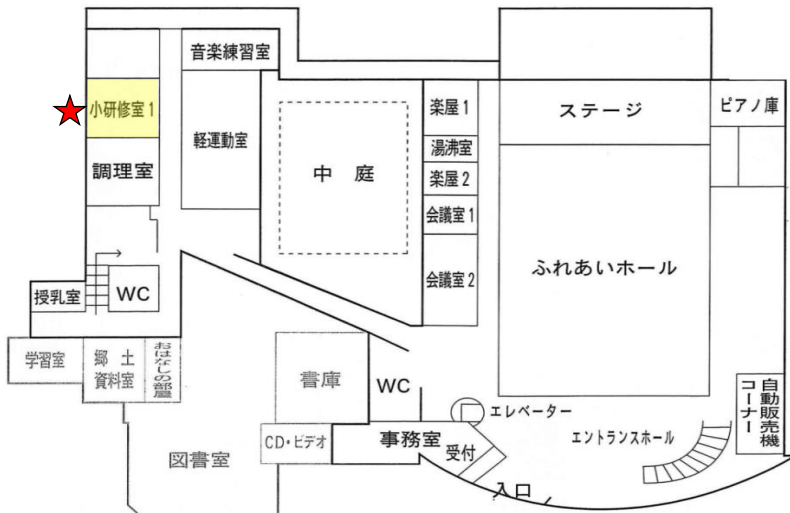 音楽練習室
小研修室1
軽運動室
調理室
中庭
楽屋1
湯沸室
楽屋2
会議室1
会議室2
ステージ
ピアノ庫
ふれあいホール
授乳室
WC
学習室
郷土
資料室
おはなしの部屋
書庫
WC
CD・ビデオ
事務室
受付
図書室
エレベーター
エントランスホール
自動販売機
コーナー
入口